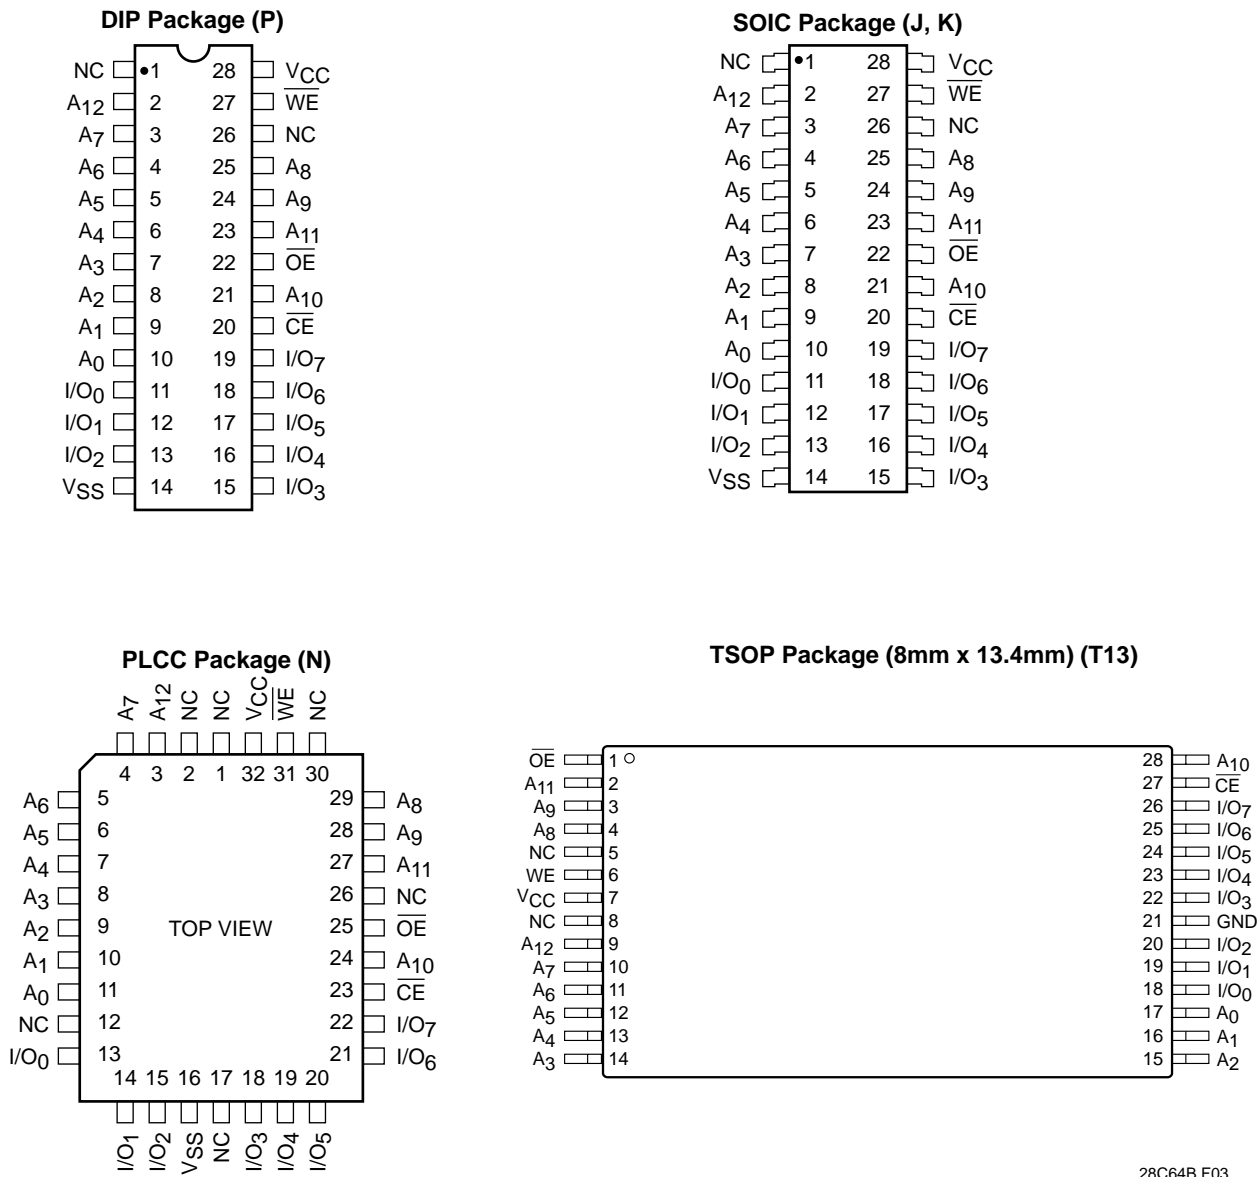 DIP Package (P)
NC 1 28 VCC
A12 2 27 WE
A7 3 26 NC
A6 4 25 A8
A5 5 24 A9
A4 6 23 A11
A3 7 22 OE
A2 8 21 A10
A1 9 20 CE
A0 10 19 I/O7
I/O0 11 18 I/O6
I/O1 12 17 I/O5
I/O2 13 16 I/O4
VSS 14 15 I/O3
SOIC Package (J, K)
NC 1 28 VCC
A12 2 27 WE
A7 3 26 NC
A6 4 25 A8
A5 5 24 A9
A4 6 23 A11
A3 7 22 OE
A2 8 21 A10
A1 9 20 CE
A0 10 19 I/O7
I/O0 11 18 I/O6
I/O1 12 17 I/O5
I/O2 13 16 I/O4
VSS 14 15 I/O3
PLCC Package (N)
A7 A12 NC NC VCC WE NC
4 3 2 1 32 31 30
A6 5 29 A8
A5 6 28 A9
A4 7 27 A11
A3 8 26 NC
A2 9 TOP VIEW 25 OE
A1 10 24 A10
A0 11 23 CE
NC 12 22 I/O7
I/O0 13 21 I/O6
14 15 16 17 18 19 20
I/O1 I/O2 VSS NC I/O3 I/O4 I/O5
TSOP Package (8mm x 13.4mm) (T13)
OE 1 28 A10
A11 2 27 CE
A9 3 26 I/O7
A8 4 25 I/O6
NC 5 24 I/O5
WE 6 23 I/O4
VCC 7 22 I/O3
NC 8 21 GND
A12 9 20 I/O2
A7 10 19 I/O1
A6 11 18 I/O0
A5 12 17 A0
A4 13 16 A1
A3 14 15 A2
28C64B F03